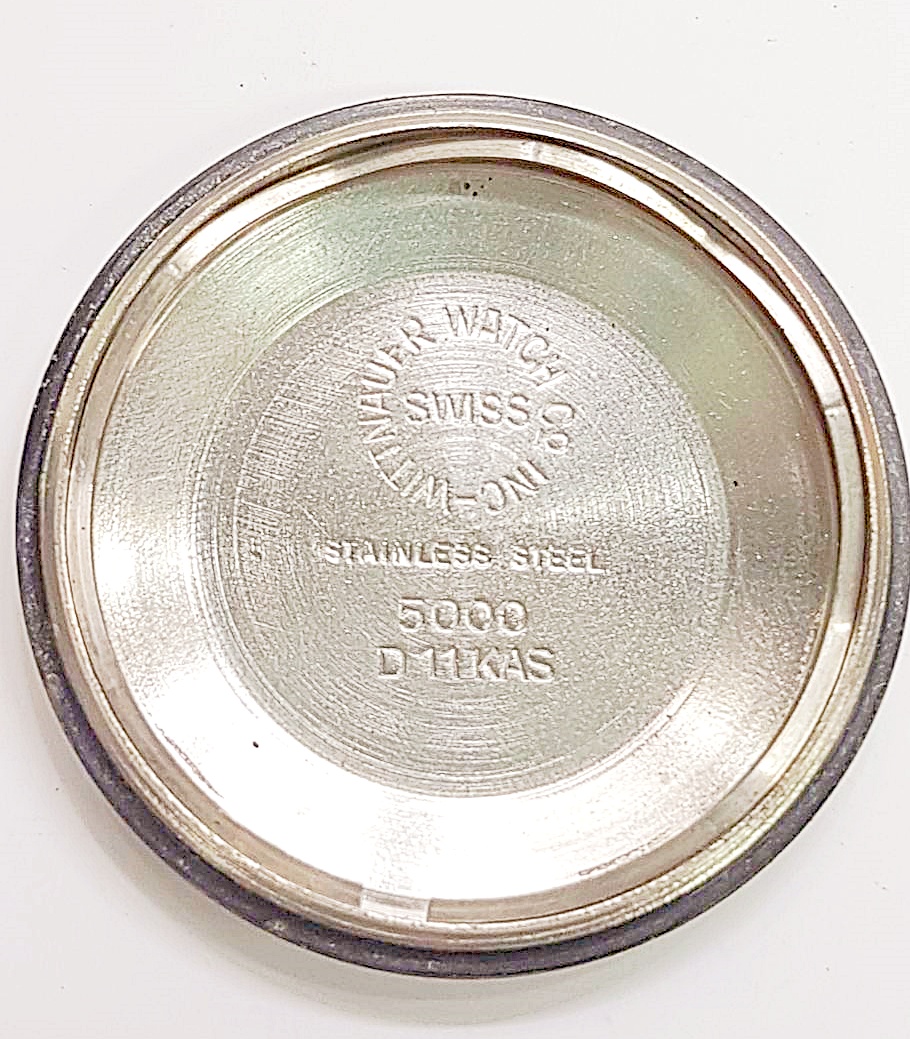 WITTNAUER WATCH Co INC-
SWISS
STAINLESS STEEL
5000
D 11KAS